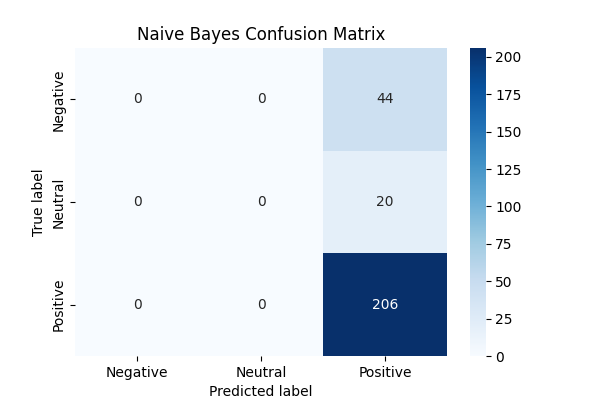 Naive Bayes Confusion Matrix
True label
Negative 0 0 44
Neutral 0 0 20
Positive 0 0 206
Negative Neutral Positive
Predicted label
200
175
150
125
100
75
50
25
0